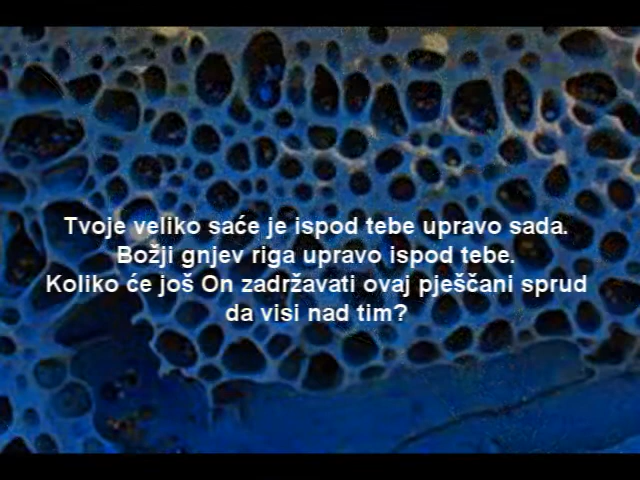 Tvoje veliko saće je ispod tebe upravo sada.
Božji gnjev riga upravo ispod tebe.
Koliko će još On zadržavati ovaj pješčani sprud
da visi nad tim?